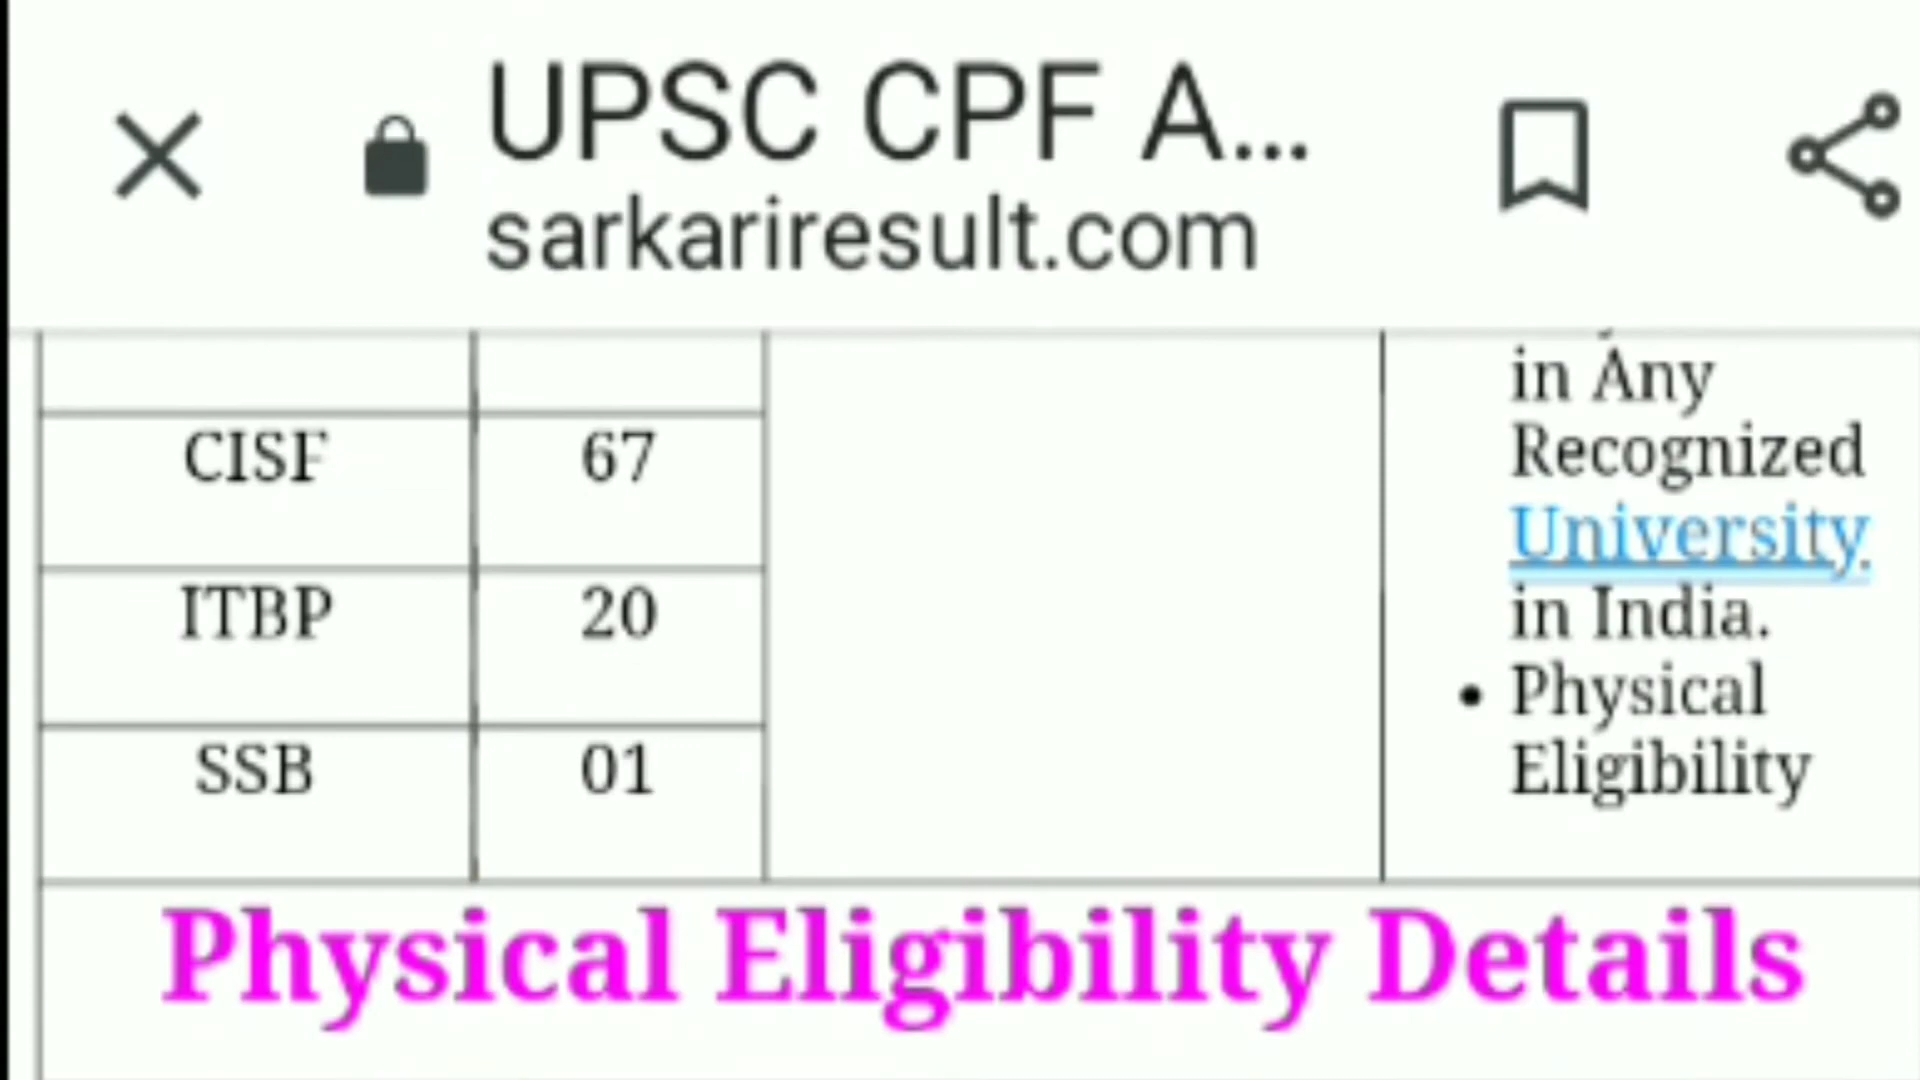 UPSC CPF A...
sarkariresult.com
in Any
Recognized
University
in India.
• Physical
Eligibility
CISF 67
ITBP 20
SSB 01
Physical Eligibility Details